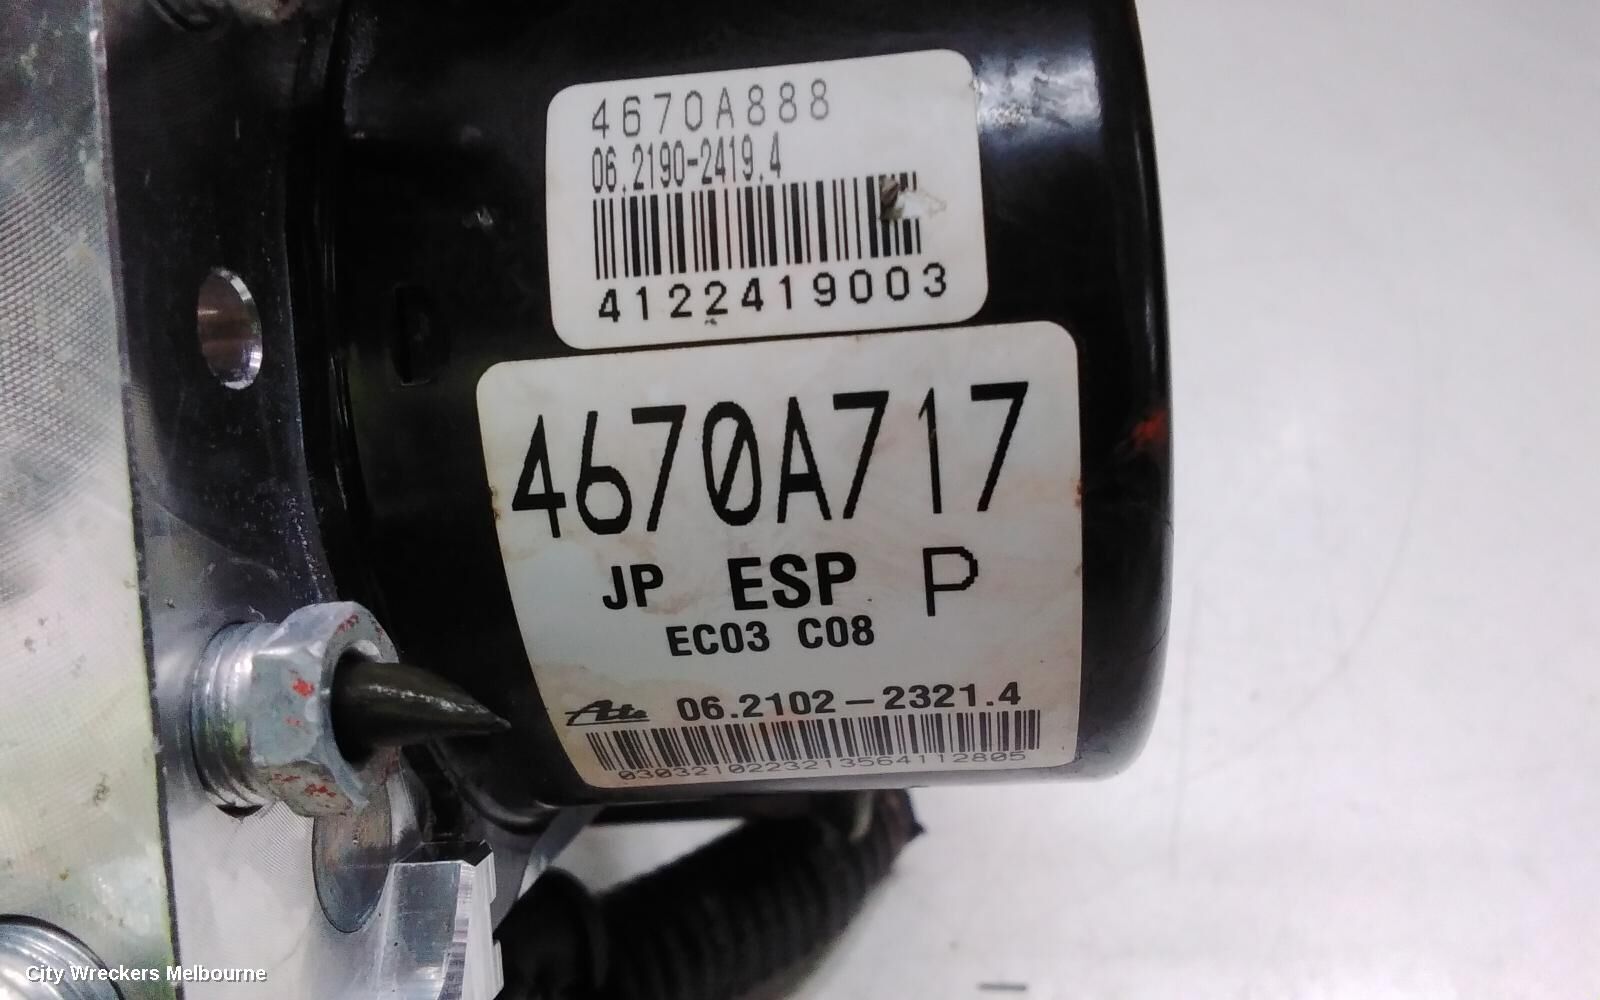 4670A888
06.2190-2419.4
4122419003
4670A717
JP ESP P
EC03 C08
Ate 06.2102-2321.4
0303210223213564112805
City Wreckers Melbourne